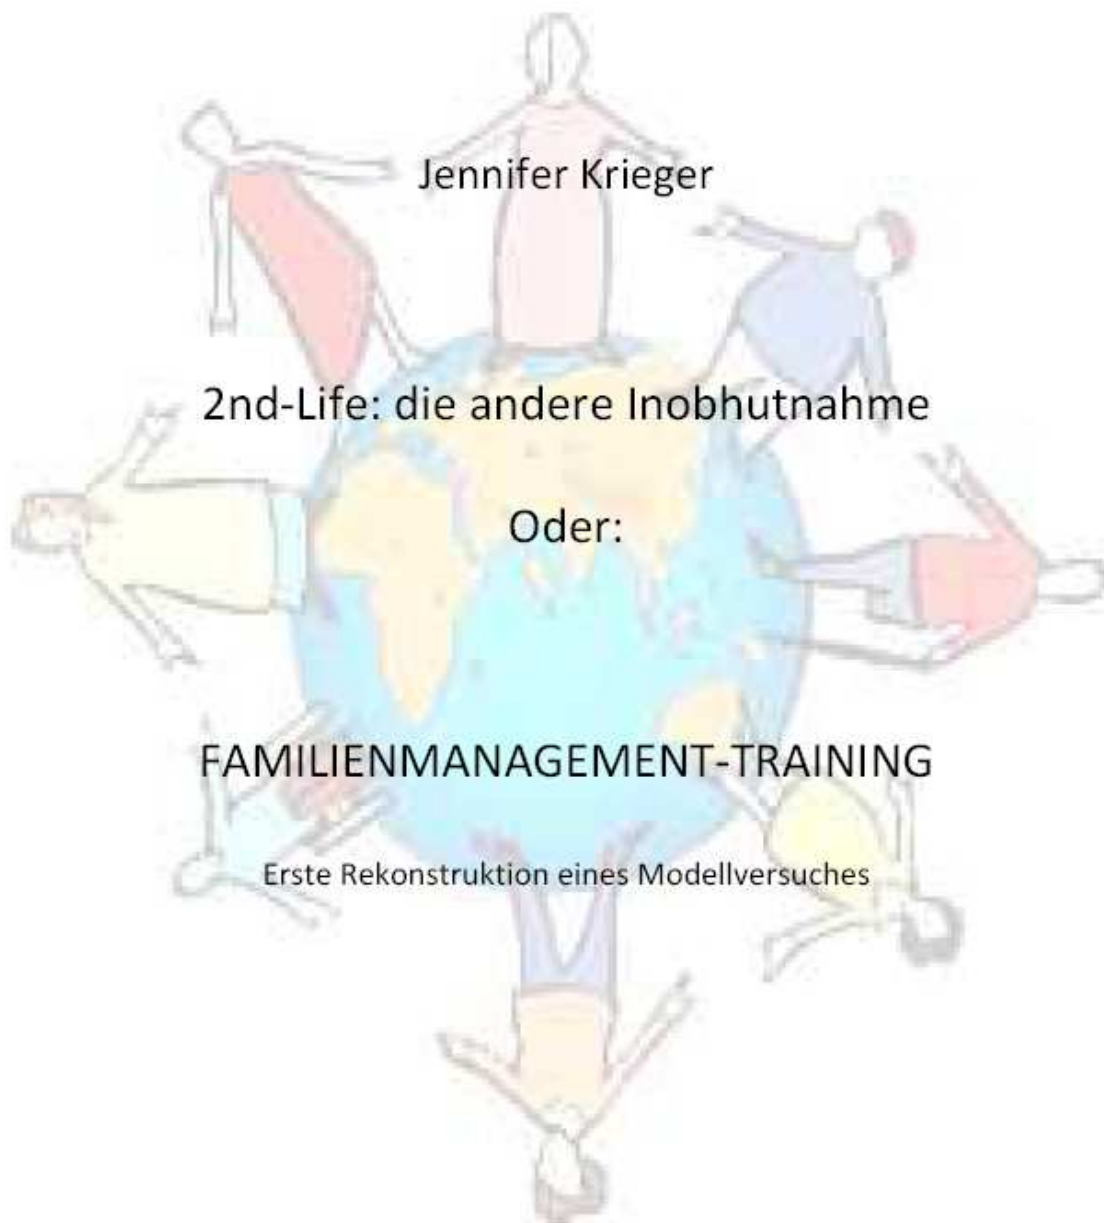 Jennifer Krieger
2nd-Life: die andere Inobhutnahme
Oder:
FAMILIENMANAGEMENT-TRAINING
Erste Rekonstruktion eines Modellversuches